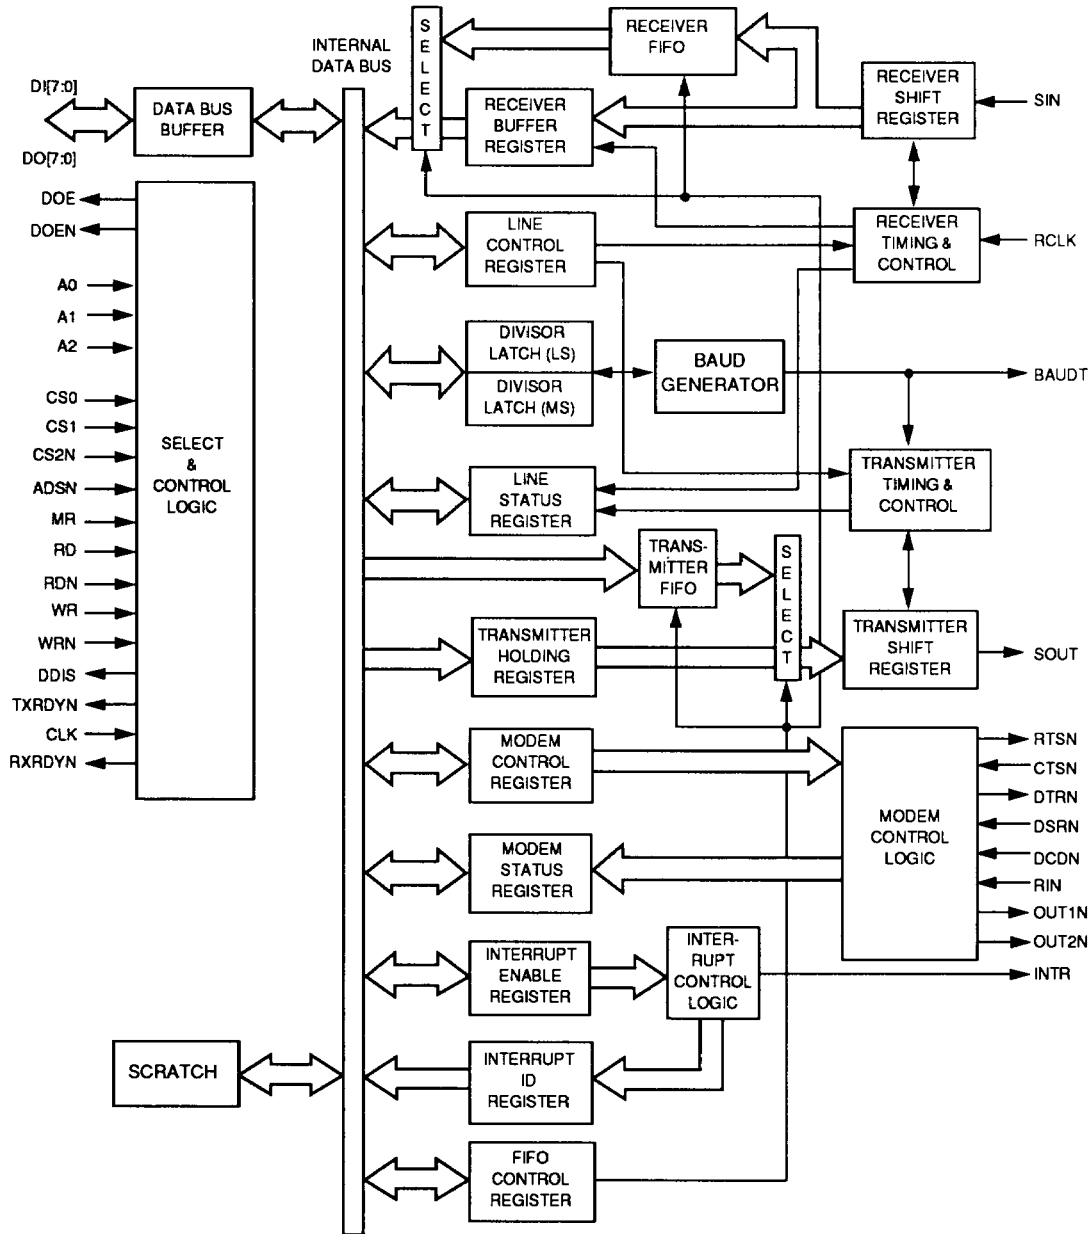 INTERNAL
DATA BUS
SELECT
RECEIVER
FIFO
RECEIVER
SHIFT
REGISTER
SIN
DI[7:0]
DO[7:0]
DATA BUS
BUFFER
RECEIVER
BUFFER
REGISTER
DOE
DOEN
A0
A1
A2
CS0
CS1
CS2N
ADSN
MR
RD
RDN
WR
WRN
DDIS
TXRDYN
CLK
RXRDYN
SELECT
&
CONTROL
LOGIC
LINE
CONTROL
REGISTER
RECEIVER
TIMING &
CONTROL
RCLK
DIVISOR
LATCH (LS)
DIVISOR
LATCH (MS)
BAUD
GENERATOR
BAUDT
LINE
STATUS
REGISTER
TRANSMITTER
TIMING &
CONTROL
TRANS-
MITTER
FIFO
SELECT
TRANSMITTER
HOLDING
REGISTER
TRANSMITTER
SHIFT
REGISTER
SOUT
MODEM
CONTROL
REGISTER
MODEM
CONTROL
LOGIC
RTSN
CTSN
DTRN
DSRN
DCDN
RIN
OUT1N
OUT2N
MODEM
STATUS
REGISTER
INTERRUPT
ENABLE
REGISTER
INTER-
RUPT
CONTROL
LOGIC
INTR
SCRATCH
INTERRUPT
ID
REGISTER
FIFO
CONTROL
REGISTER